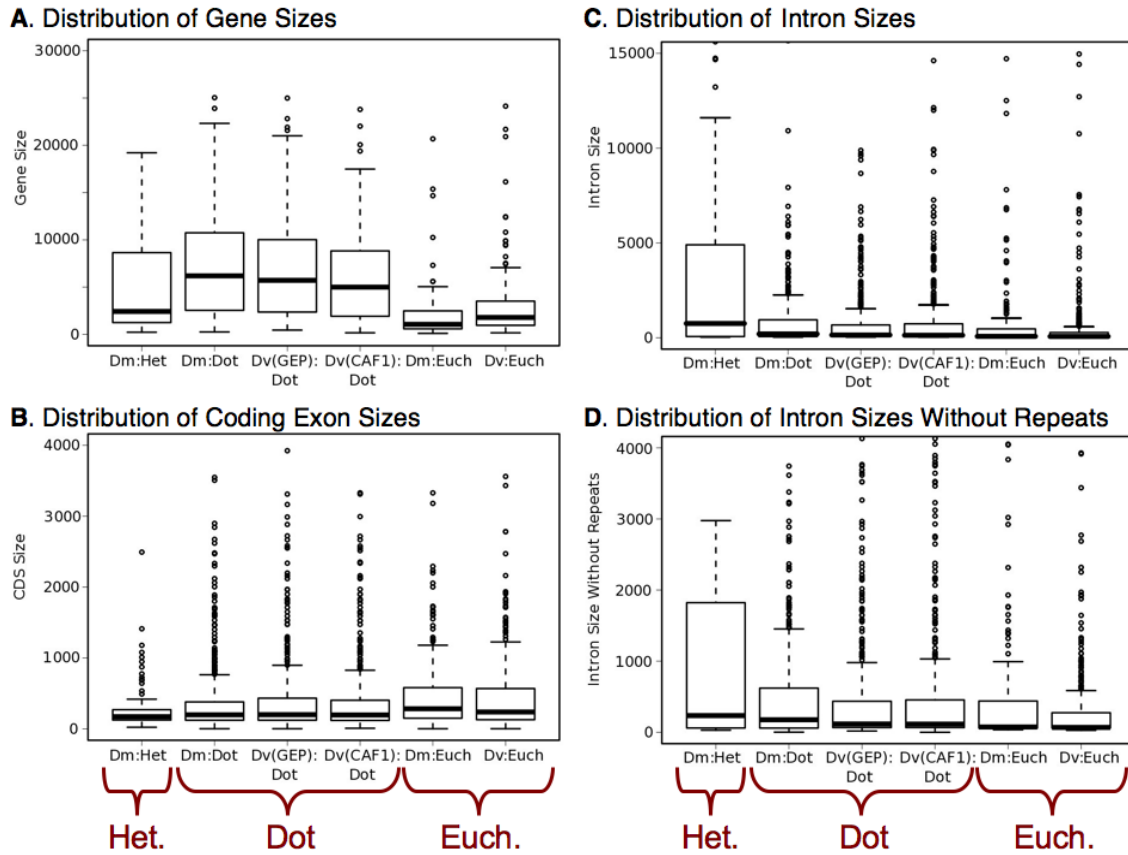 A. Distribution of Gene Sizes
30000
20000
10000
0
Gene Size
Dm:Het Dm:Dot Dv(GEP): Dv(CAF1): Dm:Euch Dv:Euch
Dot Dot
C. Distribution of Intron Sizes
15000
10000
5000
0
Intron Size
Dm:Het Dm:Dot Dv(GEP): Dv(CAF1): Dm:Euch Dv:Euch
Dot Dot
B. Distribution of Coding Exon Sizes
4000
3000
2000
1000
0
CDS Size
Dm:Het Dm:Dot Dv(GEP): Dv(CAF1): Dm:Euch Dv:Euch
Dot Dot
Het. Dot Euch.
D. Distribution of Intron Sizes Without Repeats
4000
3000
2000
1000
0
Intron Size Without Repeats
Dm:Het Dm:Dot Dv(GEP): Dv(CAF1): Dm:Euch Dv:Euch
Dot Dot
Het. Dot Euch.